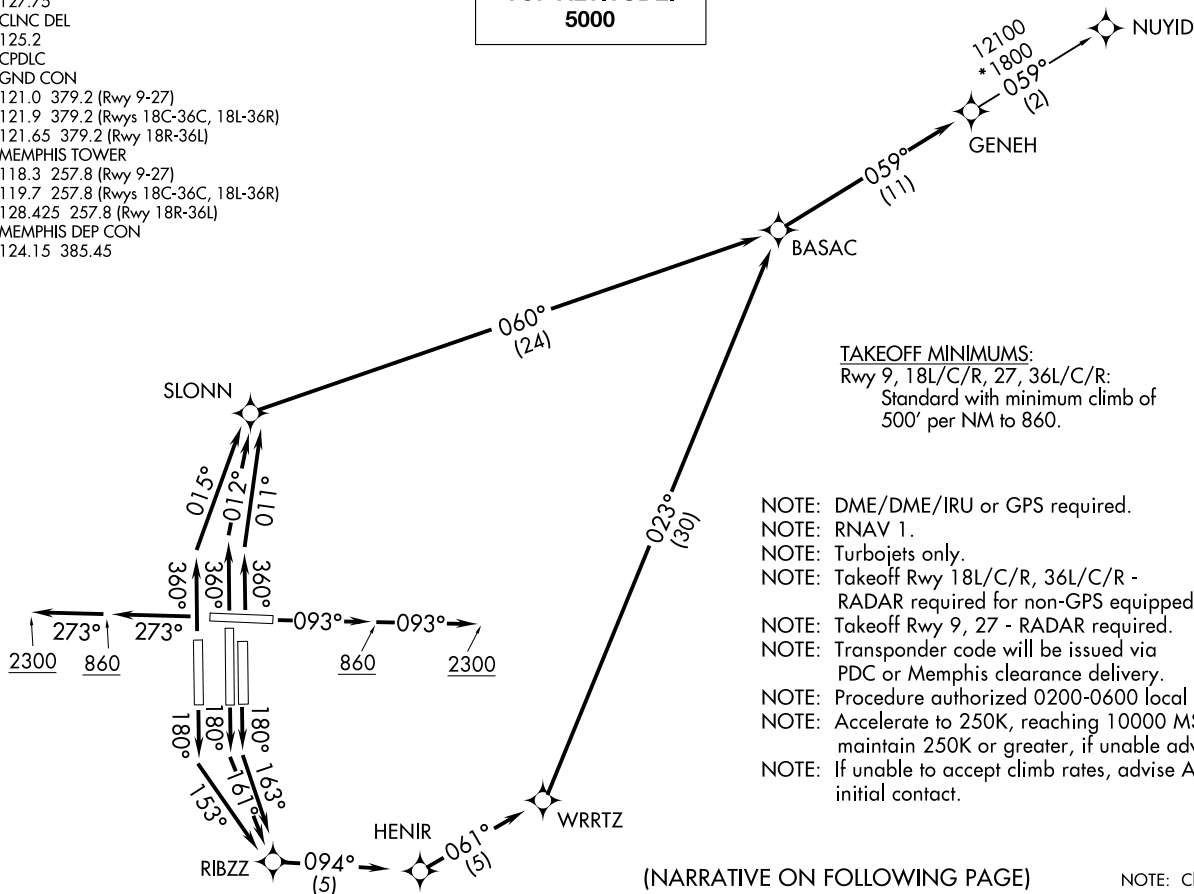 127.75
CLNC DEL
125.2
CPDLC
GND CON
121.0 379.2 (Rwy 9-27)
121.9 379.2 (Rwys 18C-36C, 18L-36R)
121.65 379.2 (Rwy 18R-36L)
MEMPHIS TOWER
118.3 257.8 (Rwy 9-27)
119.7 257.8 (Rwys 18C-36C, 18L-36R)
128.425 257.8 (Rwy 18R-36L)
MEMPHIS DEP CON
124.15 385.45
5000
NUYID
12100
*1800
059°
(2)
GENEH
059°
(11)
BASAC
060°
(24)
SLONN
023°
(30)
TAKEOFF MINIMUMS:
Rwy 9, 18L/C/R, 27, 36L/C/R:
Standard with minimum climb of
500' per NM to 860.
015°
012°
011°
360°
360°
360°
273°
273°
093°
093°
2300
860
860
2300
180°
180°
180°
153°
161°
163°
RIBZZ
094°
(5)
HENIR
061°
(5)
WRRTZ
NOTE: DME/DME/IRU or GPS required.
NOTE: RNAV 1.
NOTE: Turbojets only.
NOTE: Takeoff Rwy 18L/C/R, 36L/C/R -
RADAR required for non-GPS equipped
NOTE: Takeoff Rwy 9, 27 - RADAR required.
NOTE: Transponder code will be issued via
PDC or Memphis clearance delivery.
NOTE: Procedure authorized 0200-0600 local
NOTE: Accelerate to 250K, reaching 10000
maintain 250K or greater, if unable
NOTE: If unable to accept climb rates, advise
initial contact.
(NARRATIVE ON FOLLOWING PAGE)
NOTE: